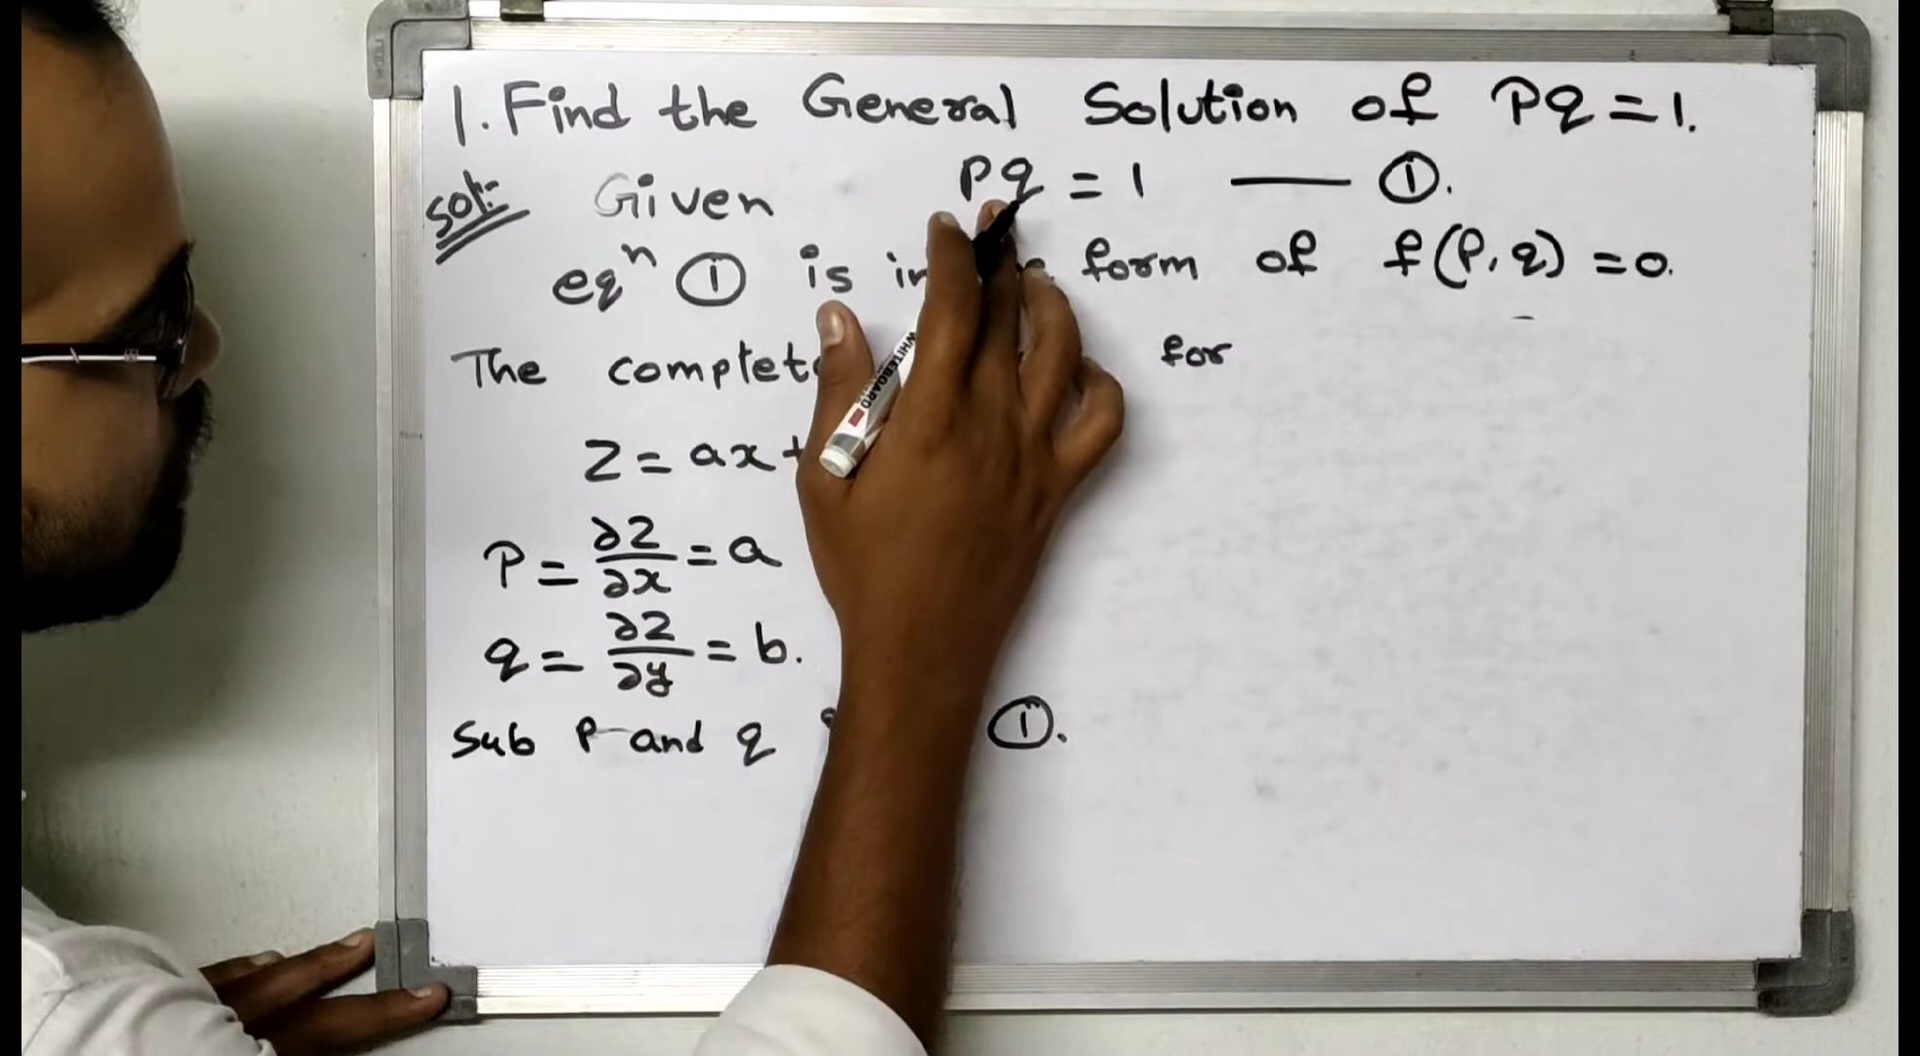 1. Find the General Solution of Pq = 1.
Sol: Given Pq = 1 —— ①.
eqⁿ ① is in form of f(P, q) = 0.
The complete for
Z = ax +
P = ∂Z/∂x = a
q = ∂Z/∂y = b.
Sub P and q ①.
WHITEBOARD